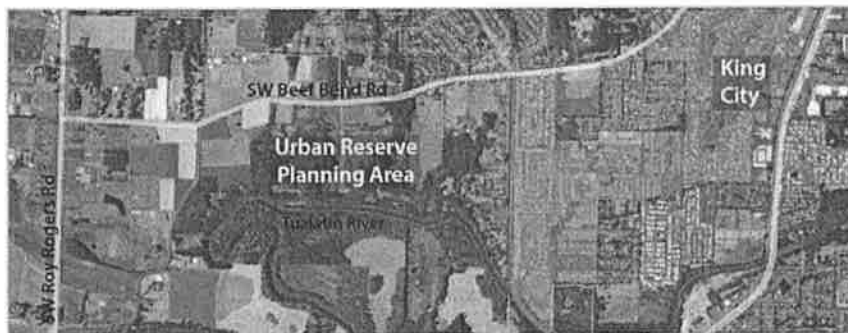 King
City
SW Beef Bend Rd
Urban Reserve
Planning Area
Tualatin River
SW Roy Rogers Rd